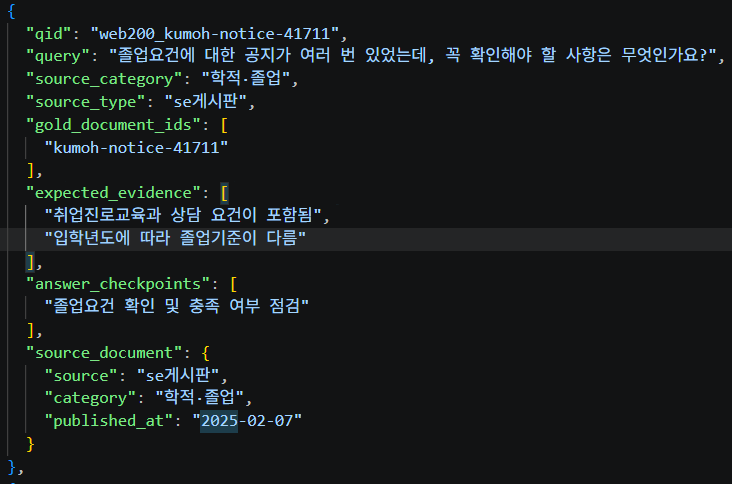 {
"qid": "web200_kumoh-notice-41711",
"query": "졸업요건에 대한 공지가 여러 번 있었는데, 꼭 확인해야 할 사항은 무엇인가요?",
"source_category": "학적·졸업",
"source_type": "se게시판",
"gold_document_ids": [
"kumoh-notice-41711"
],
"expected_evidence": [
"취업진로교육과 상담 요건이 포함됨",
"입학년도에 따라 졸업기준이 다름"
],
"answer_checkpoints": [
"졸업요건 확인 및 충족 여부 점검"
],
"source_document": {
"source": "se게시판",
"category": "학적·졸업",
"published_at": "2025-02-07"
}
},